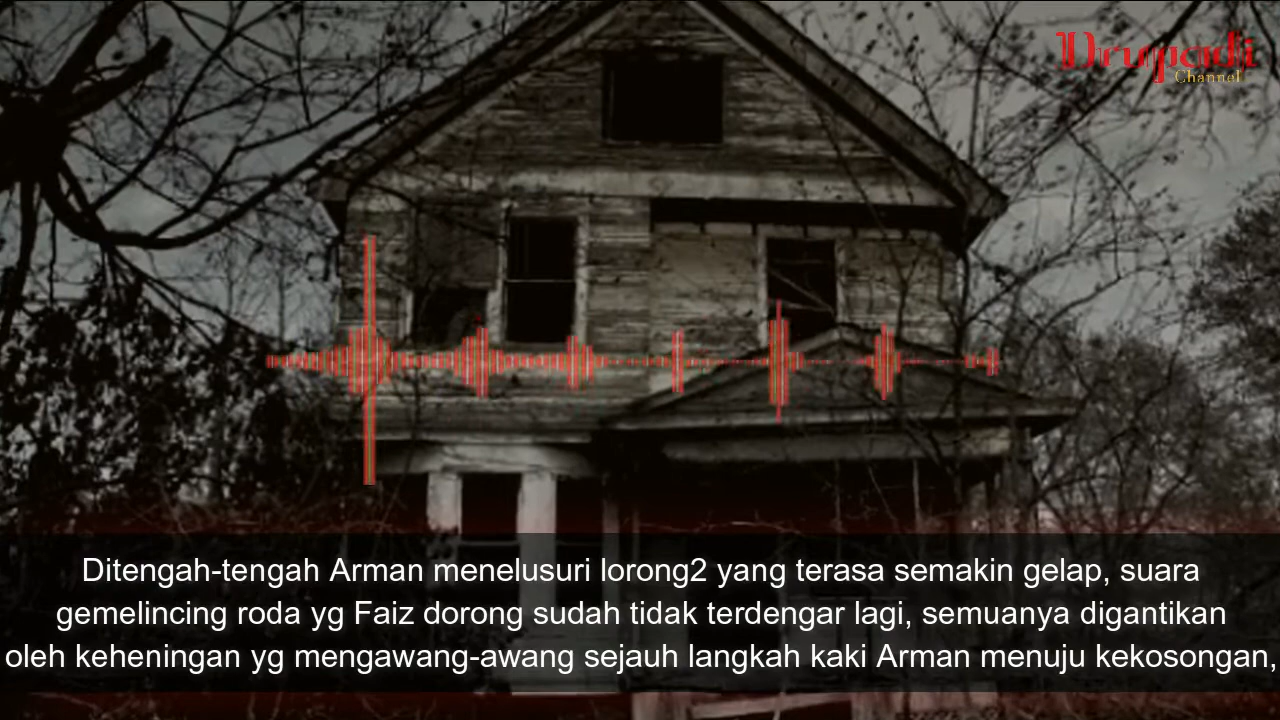 Drupadi
Channel
Ditengah-tengah Arman menelusuri lorong2 yang terasa semakin gelap, suara
gemelincing roda yg Faiz dorong sudah tidak terdengar lagi, semuanya digantikan
oleh keheningan yg mengawang-awang sejauh langkah kaki Arman menuju kekosongan,